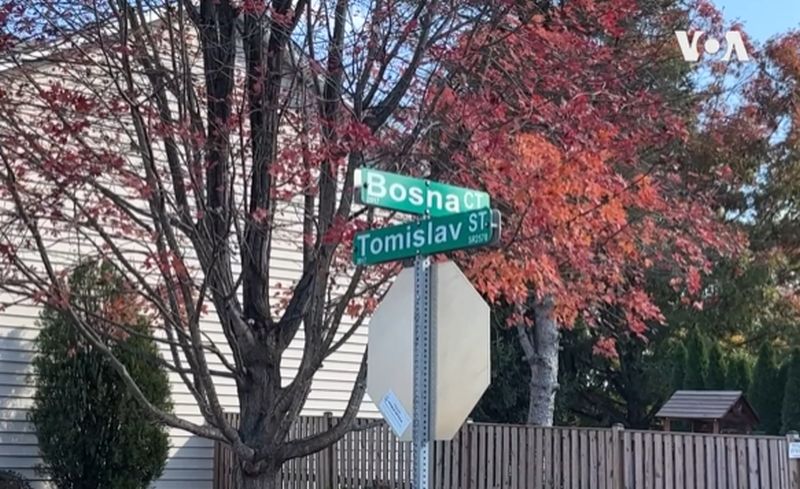 VOA
Bosna CT.
Tomislav ST.